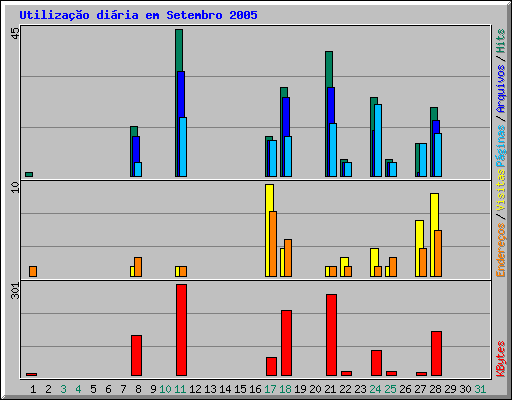 Utilização diária em Setembro 2005
45
10
301
Endereços / Visitas Páginas / Arquivos / Hits
KBytes
1 2 3 4 5 6 7 8 9 10 11 12 13 14 15 16 17 18 19 20 21 22 23 24 25 26 27 28 29 30 31